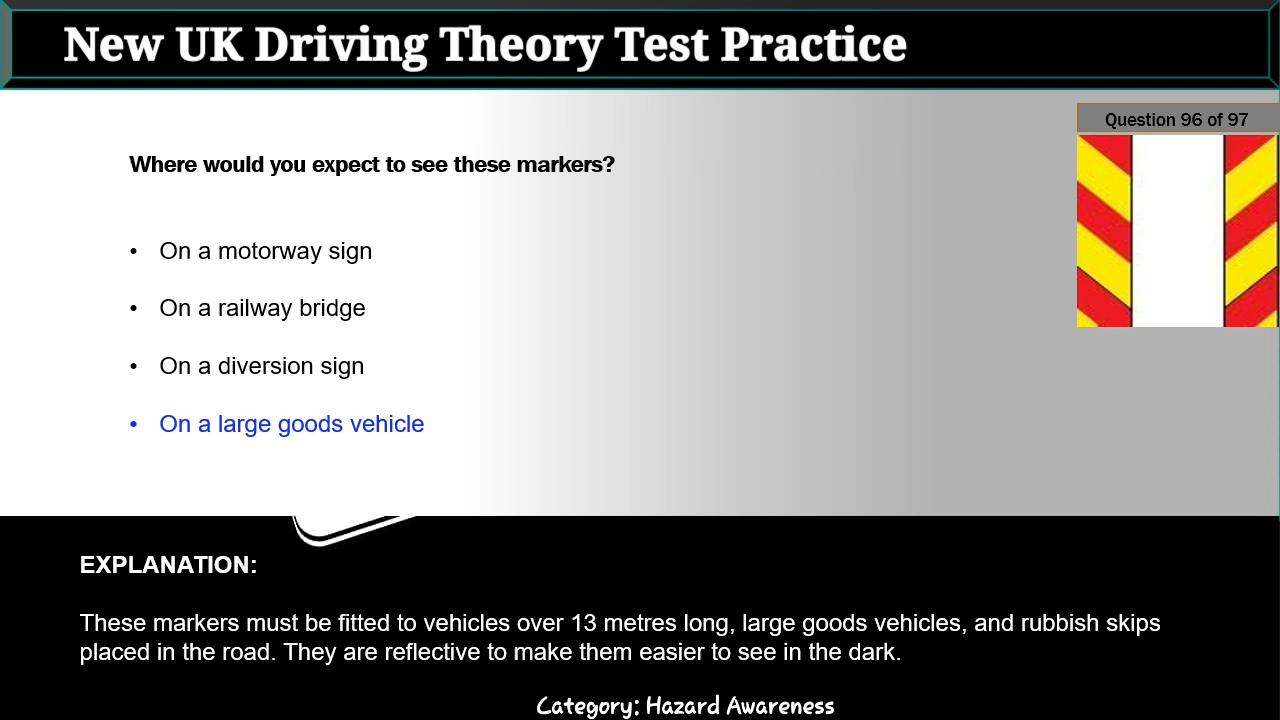 New UK Driving Theory Test Practice
Question 96 of 97
Where would you expect to see these markers?
• On a motorway sign
• On a railway bridge
• On a diversion sign
• On a large goods vehicle
EXPLANATION:
These markers must be fitted to vehicles over 13 metres long, large goods vehicles, and rubbish skips
placed in the road. They are reflective to make them easier to see in the dark.
Category: Hazard Awareness